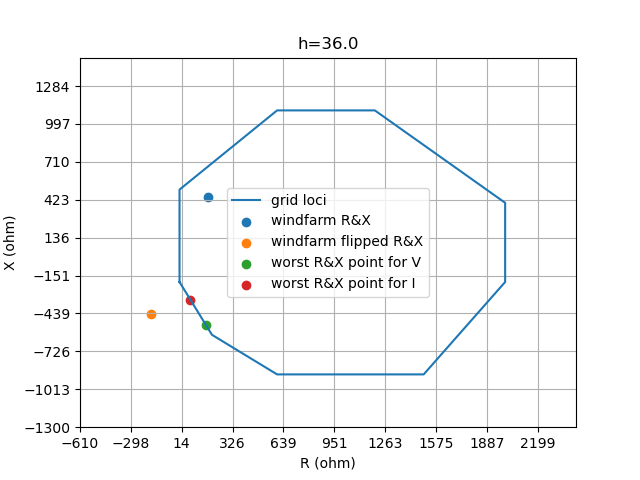 h=36.0
1284
997
710
423
136
−151
−439
−726
−1013
−1300
X (ohm)
grid loci
windfarm R&X
windfarm flipped R&X
worst R&X point for V
worst R&X point for I
−610 −298 14 326 639 951 1263 1575 1887 2199
R (ohm)